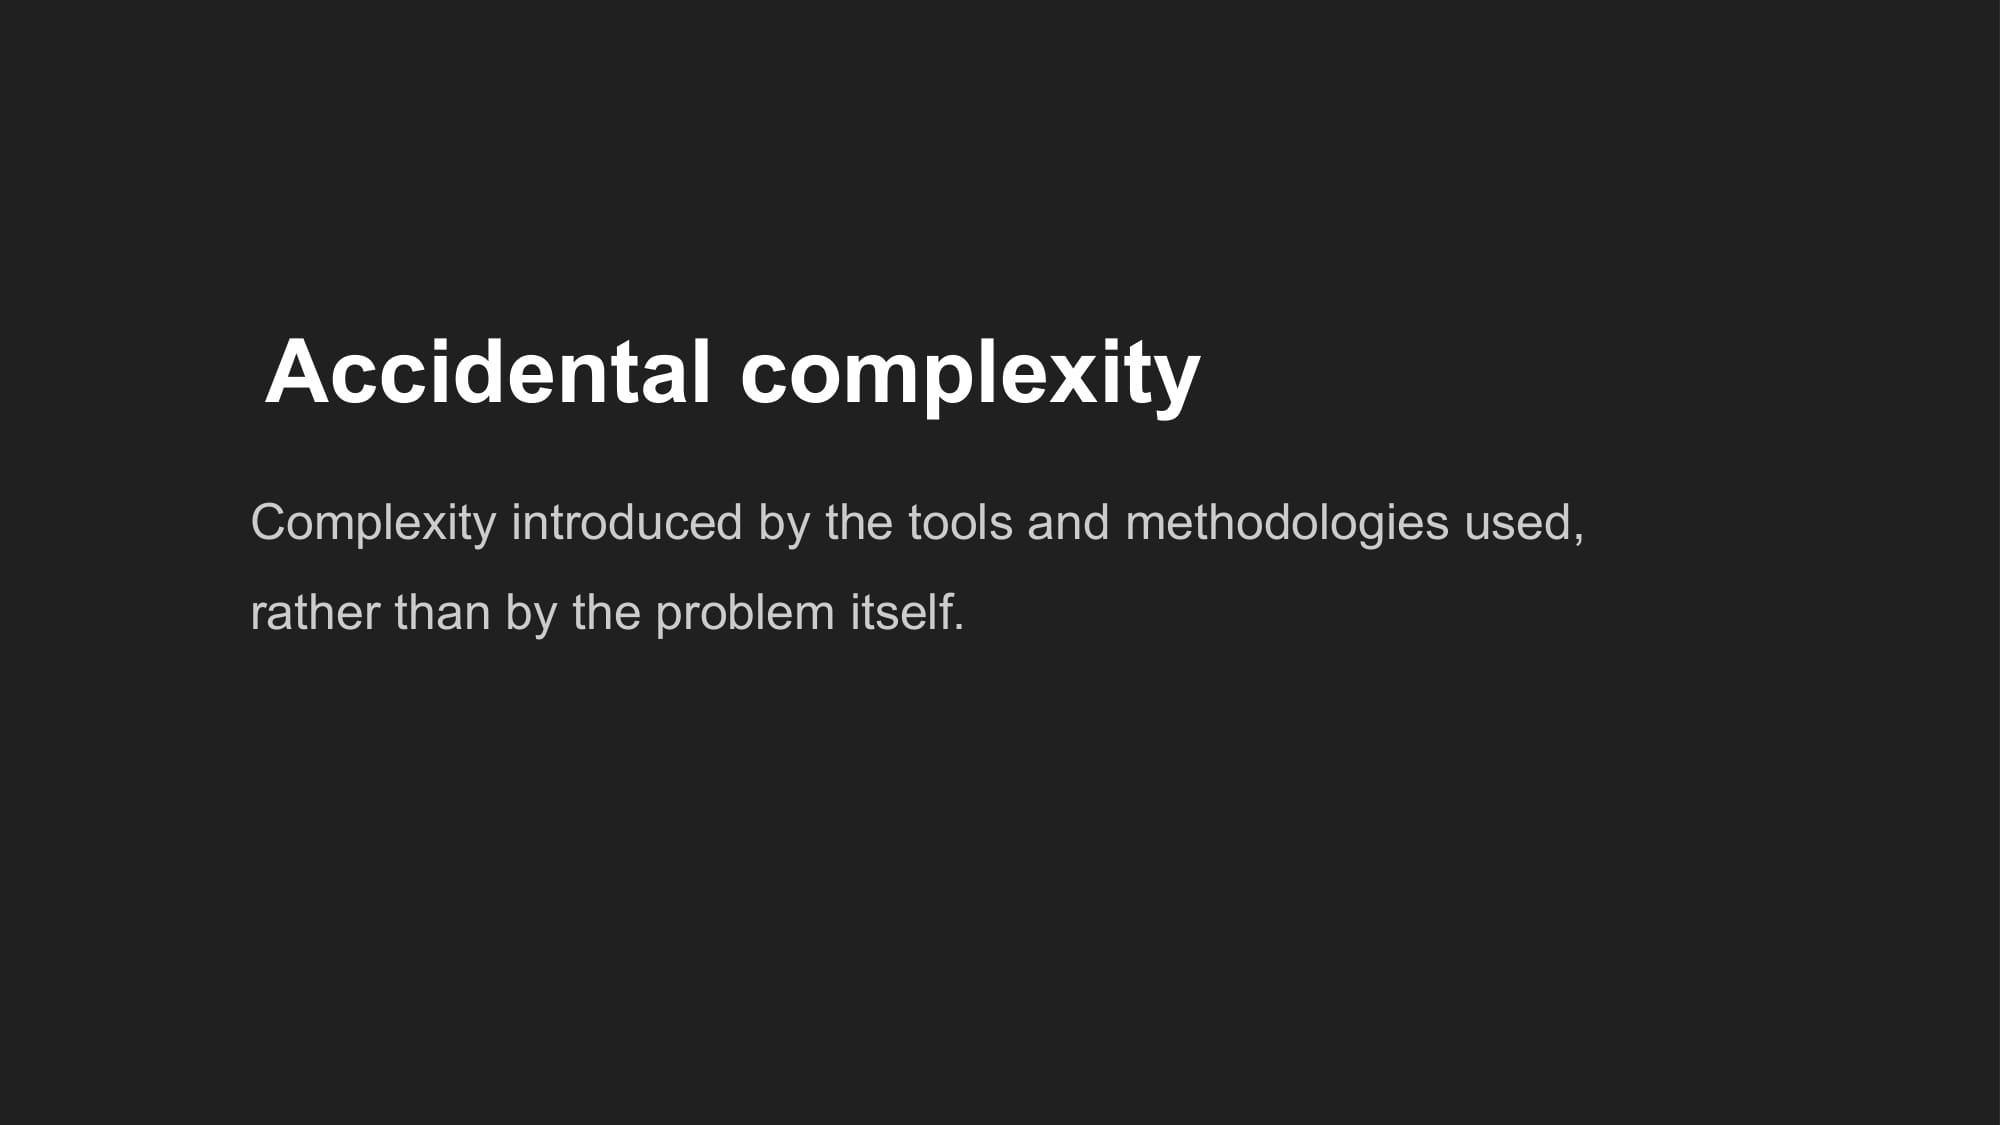 Accidental complexity
Complexity introduced by the tools and methodologies used,
rather than by the problem itself.